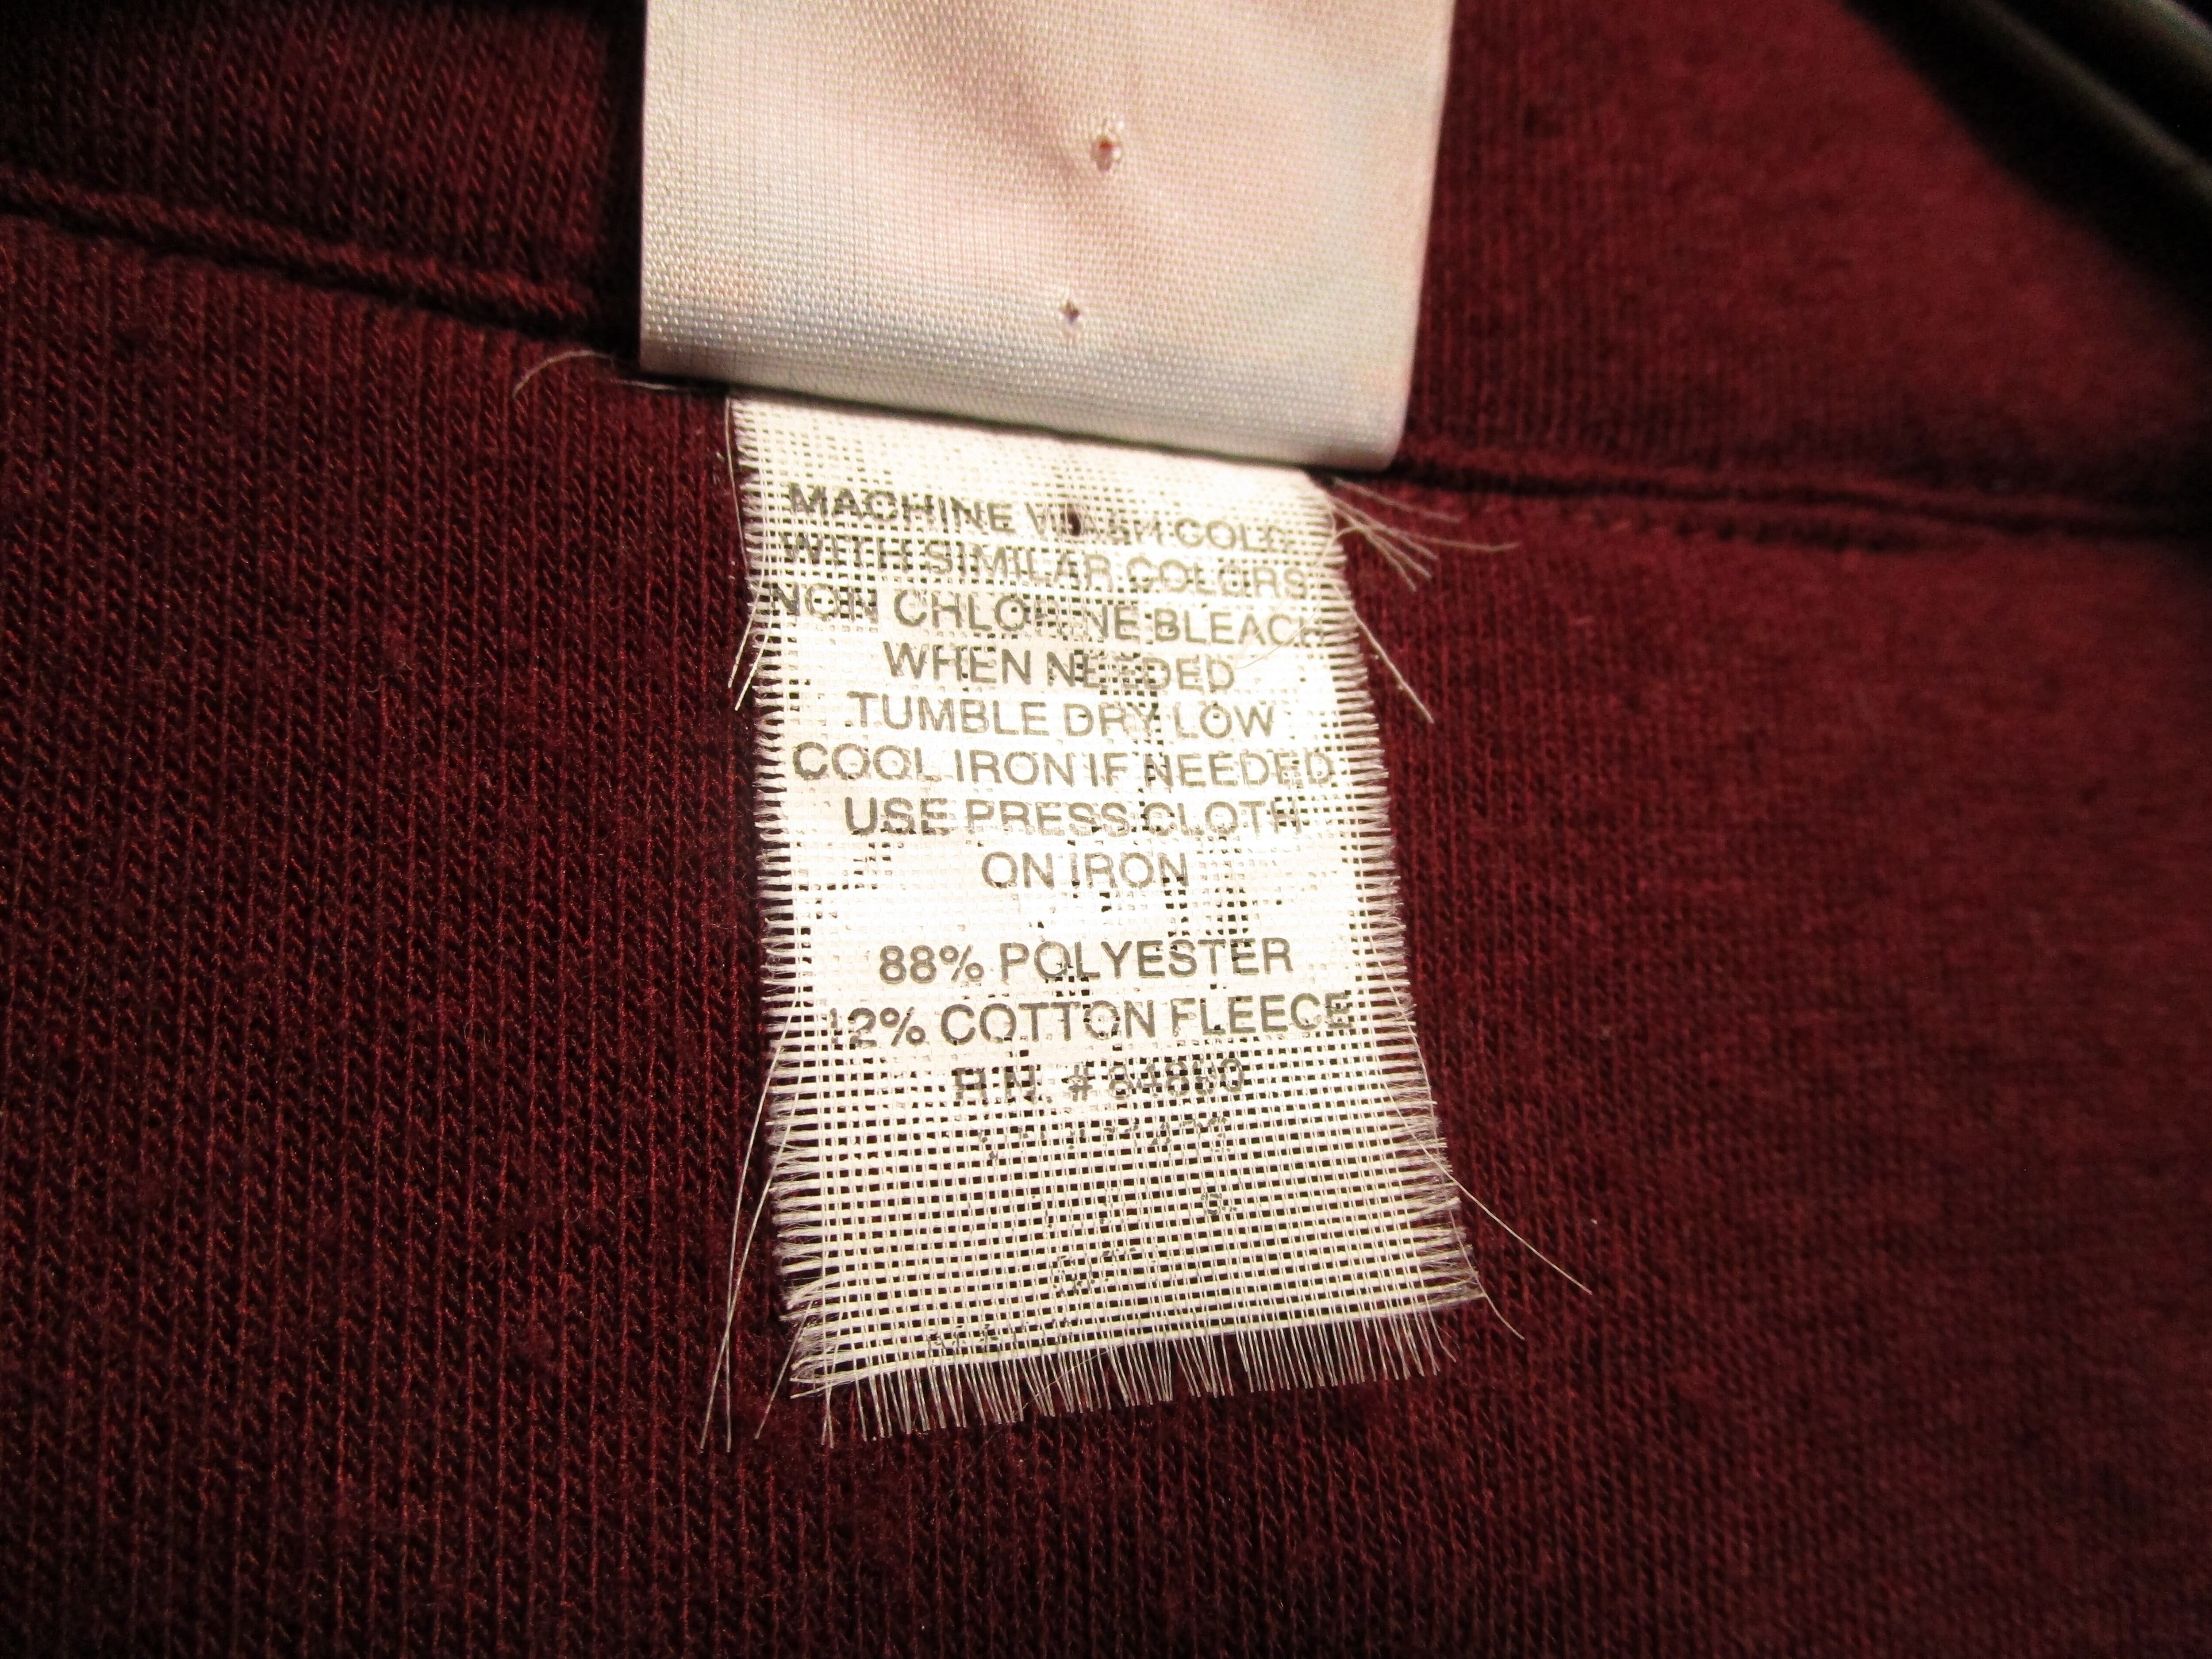 MACHINE WASH COLD
WITH SIMILAR COLORS
NON CHLORINE BLEACH
WHEN NEEDED
TUMBLE DRY LOW
COOL IRON IF NEEDED
USE PRESS CLOTH
ON IRON
88% POLYESTER
12% COTTON FLEECE
R.N. #